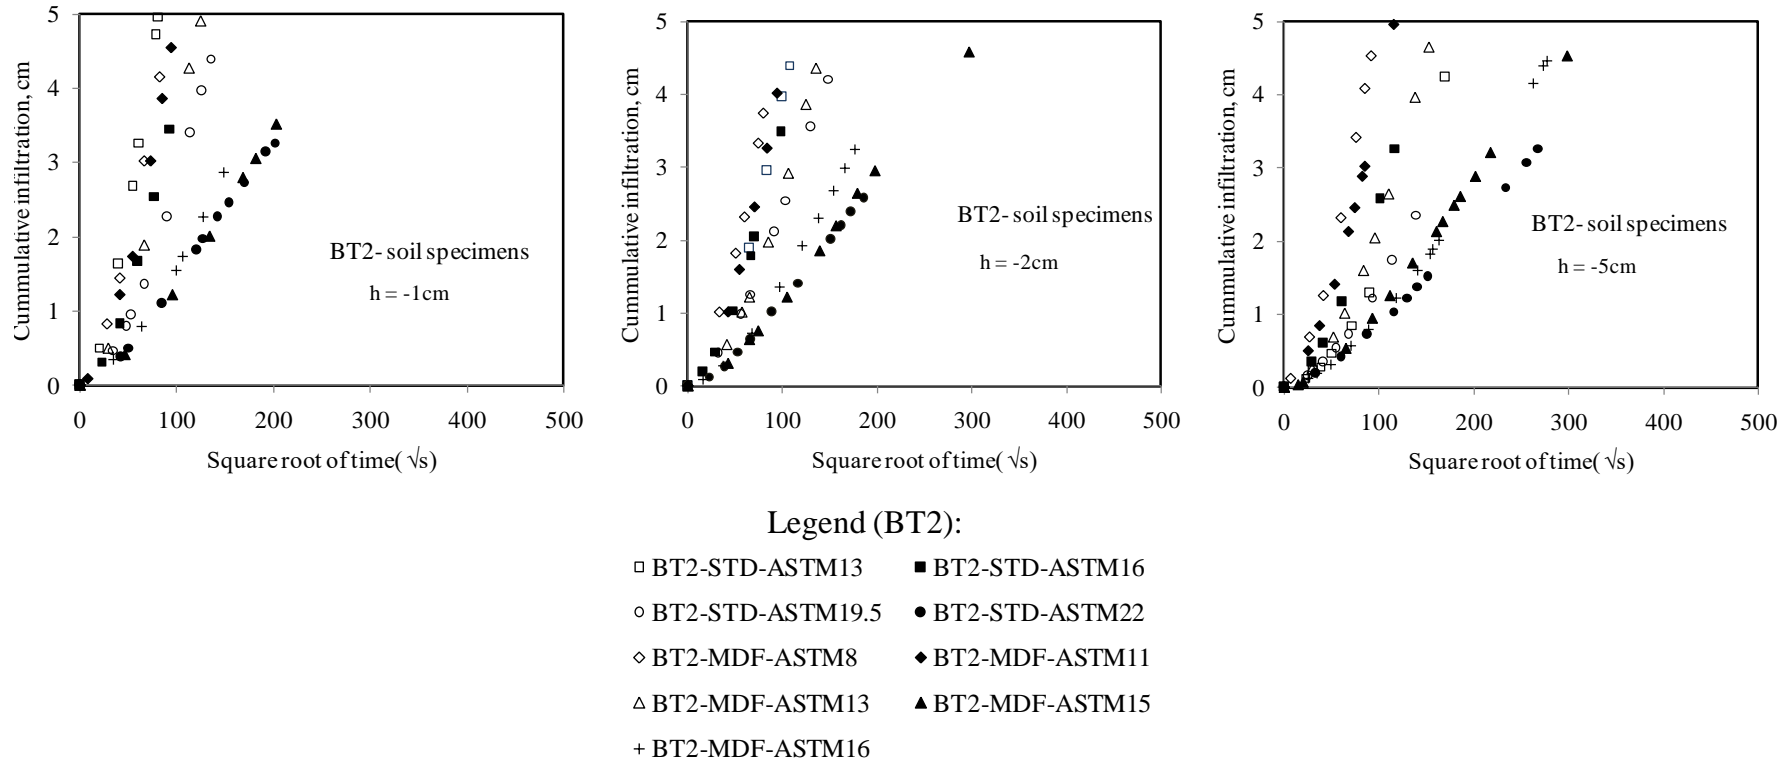 5
4
3
2
1
0
0 100 200 300 400 500
Cummulative infiltration, cm
Square root of time( √s)
BT2- soil specimens
h = -1cm
5
4
3
2
1
0
0 100 200 300 400 500
Cummulative infiltration, cm
Square root of time( √s)
BT2- soil specimens
h = -2cm
5
4
3
2
1
0
0 100 200 300 400 500
Cummulative infiltration, cm
Square root of time( √s)
BT2- soil specimens
h = -5cm
Legend (BT2):
BT2-STD-ASTM13
BT2-STD-ASTM16
BT2-STD-ASTM19.5
BT2-STD-ASTM22
BT2-MDF-ASTM8
BT2-MDF-ASTM11
BT2-MDF-ASTM13
BT2-MDF-ASTM15
BT2-MDF-ASTM16